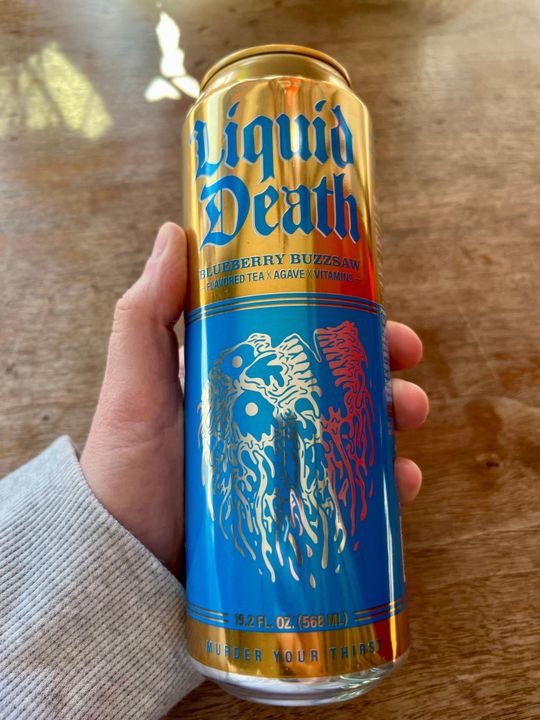 Liquid
Death
BLUEBERRY BUZZSAW
FLAVORED TEA X AGAVE X VITAMINS
19.2 FL. OZ. (568 ML)
MURDER YOUR THIRST